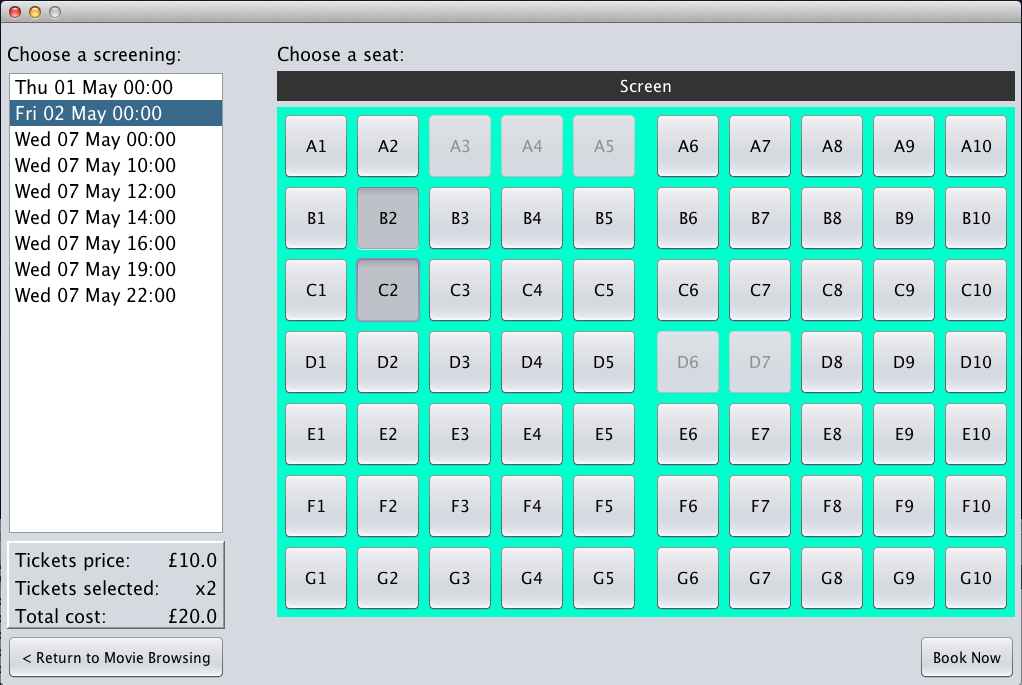 Choose a screening:
Thu 01 May 00:00
Fri 02 May 00:00
Wed 07 May 00:00
Wed 07 May 10:00
Wed 07 May 12:00
Wed 07 May 14:00
Wed 07 May 16:00
Wed 07 May 19:00
Wed 07 May 22:00
Tickets price: £10.0
Tickets selected: x2
Total cost: £20.0
< Return to Movie Browsing
Choose a seat:
Screen
A1 A2 A3 A4 A5 A6 A7 A8 A9 A10
B1 B2 B3 B4 B5 B6 B7 B8 B9 B10
C1 C2 C3 C4 C5 C6 C7 C8 C9 C10
D1 D2 D3 D4 D5 D6 D7 D8 D9 D10
E1 E2 E3 E4 E5 E6 E7 E8 E9 E10
F1 F2 F3 F4 F5 F6 F7 F8 F9 F10
G1 G2 G3 G4 G5 G6 G7 G8 G9 G10
Book Now